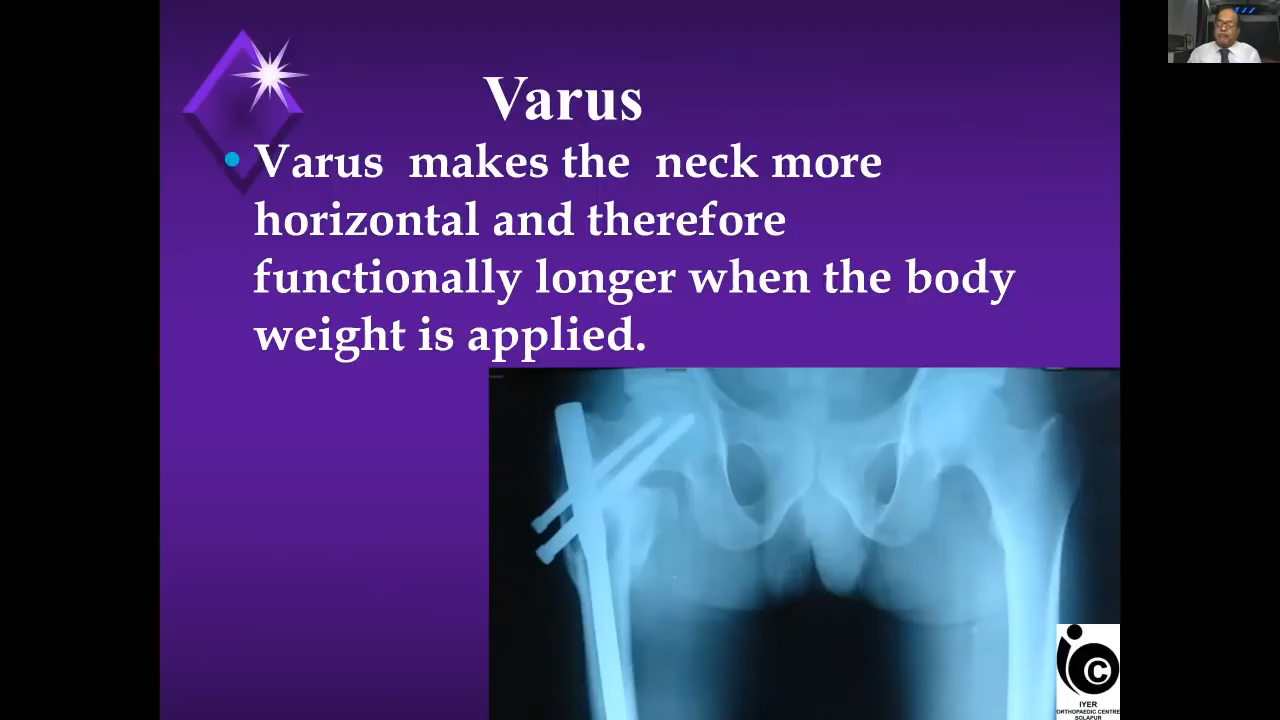 Varus
• Varus makes the neck more
horizontal and therefore
functionally longer when the body
weight is applied.
C
IYER
ORTHOPAEDIC CENTRE
SOLAPUR